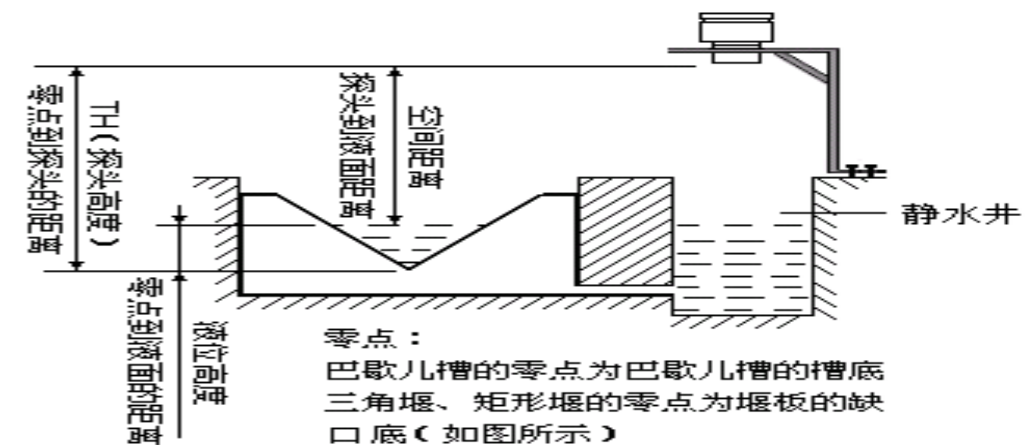 TH(探头高度)
零点到探头的距离
空间距离
探头到液面距离
静水井
液位高度
零点到液面的距离
零点：
巴歇儿槽的零点为巴歇儿槽的槽底
三角堰、矩形堰的零点为堰板的缺
口底(如图所示)